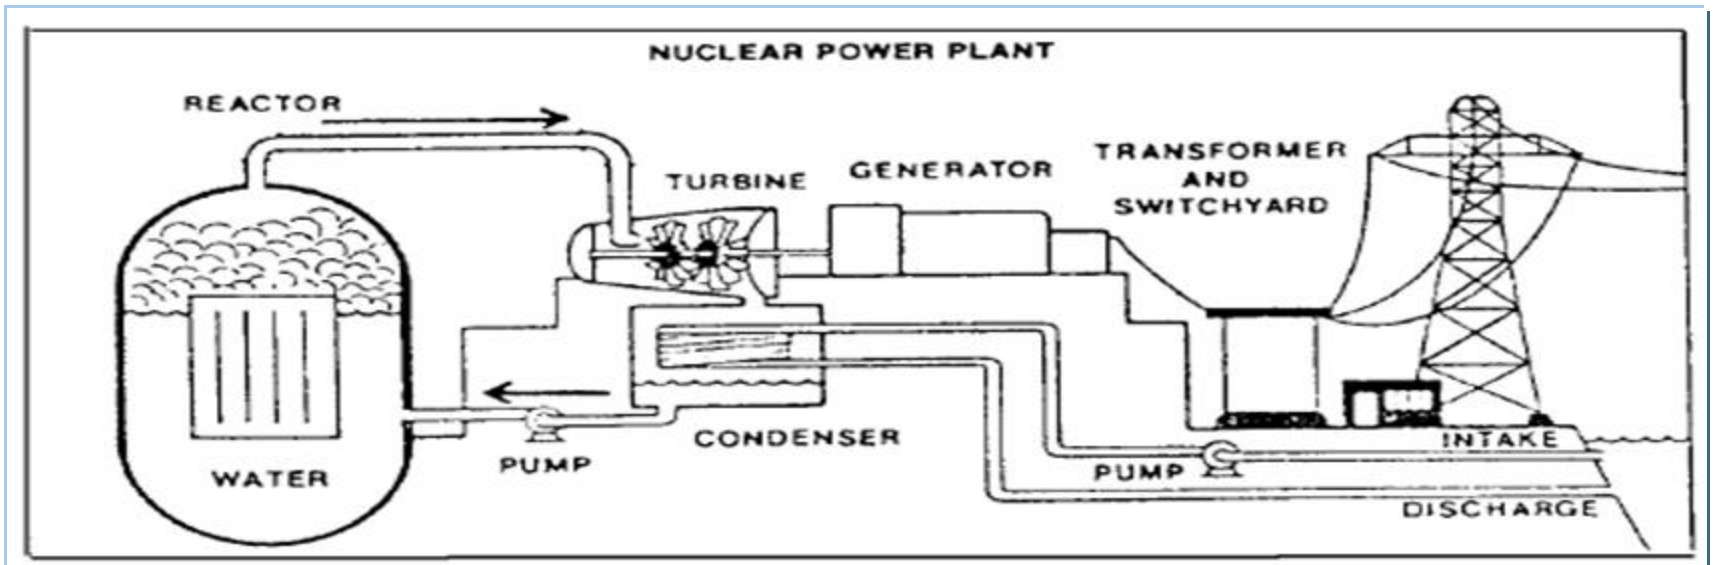 NUCLEAR POWER PLANT
REACTOR
TURBINE
GENERATOR
TRANSFORMER
AND
SWITCHYARD
WATER
PUMP
CONDENSER
PUMP
INTAKE
DISCHARGE